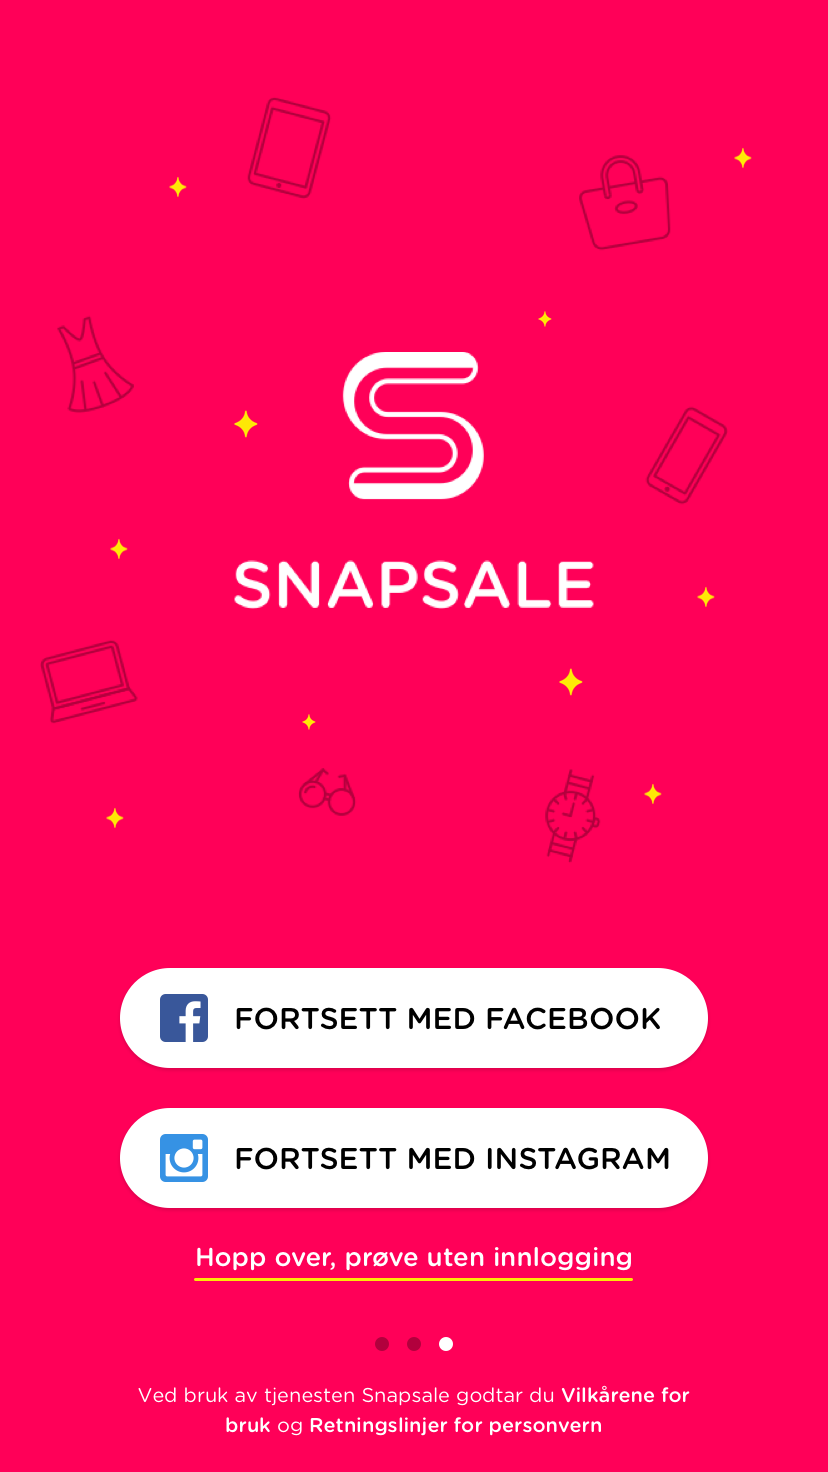 SNAPSALE
FORTSETT MED FACEBOOK
FORTSETT MED INSTAGRAM
Hopp over, prøve uten innlogging
Ved bruk av tjenesten Snapsale godtar du Vilkårene for
bruk og Retningslinjer for personvern